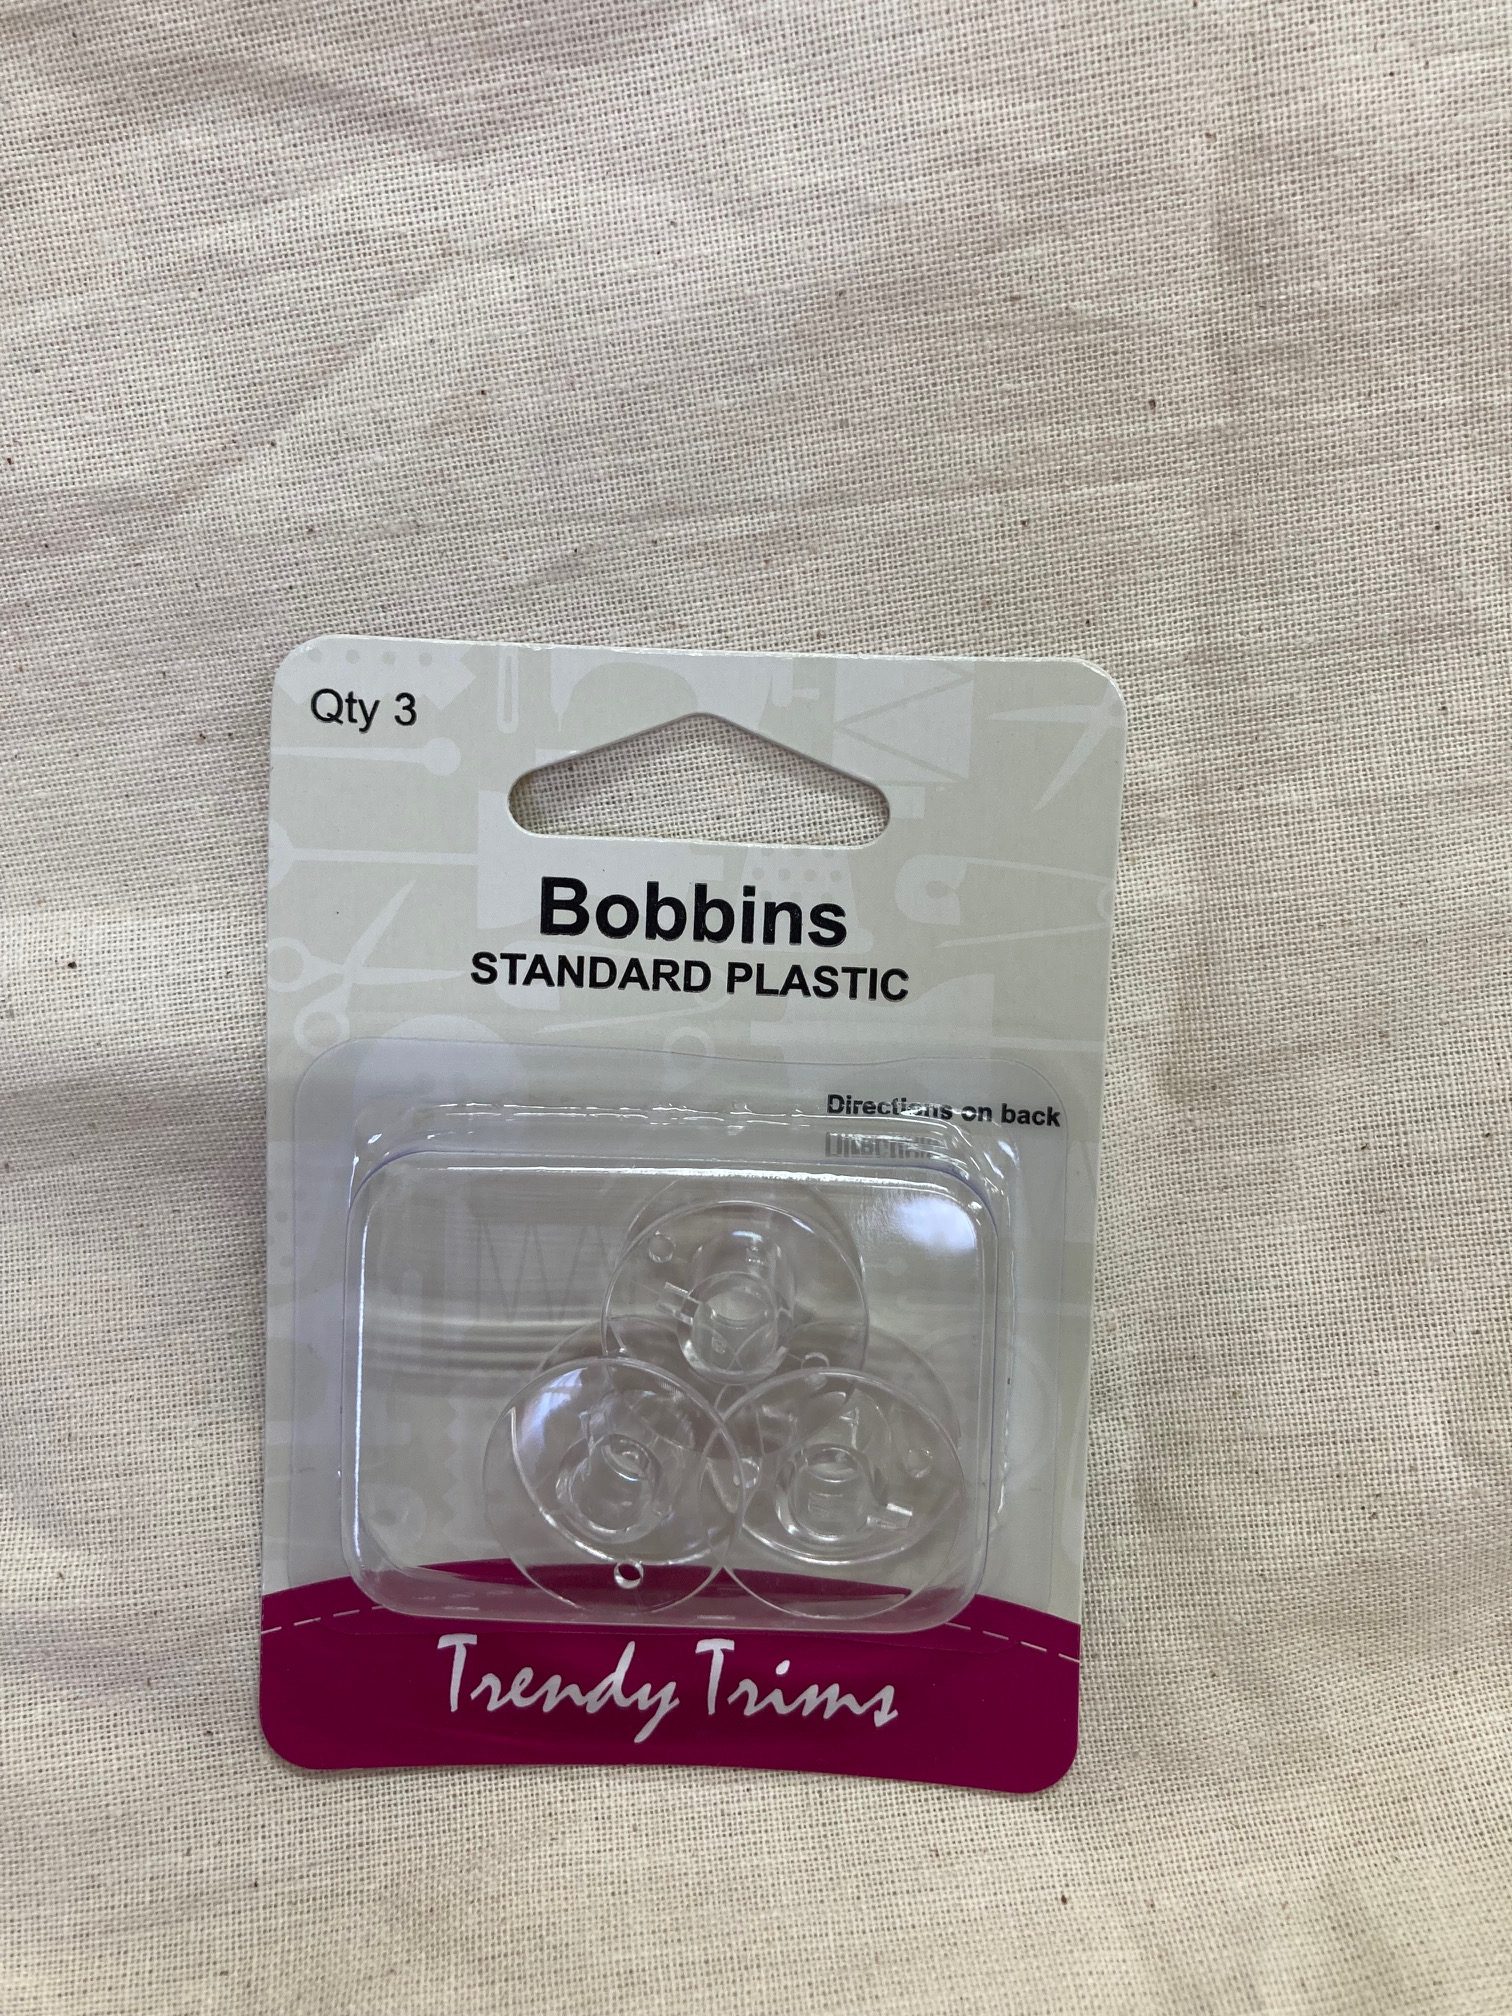 Qty 3
Bobbins
STANDARD PLASTIC
Directions on back
Trendy Trims